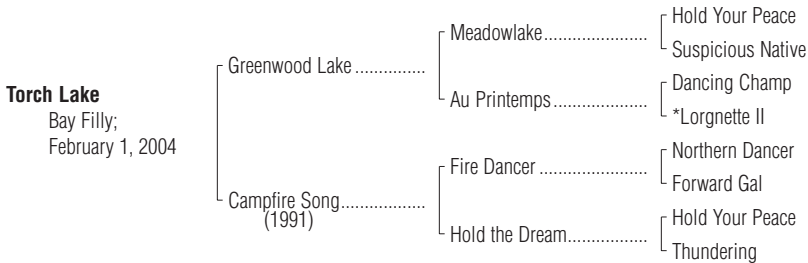 Hold Your Peace
Meadowlake.......................
Suspicious Native
Greenwood Lake ...............
Dancing Champ
Au Printemps.....................
*Lorgnette II
Torch Lake
Bay Filly;
February 1, 2004
Northern Dancer
Fire Dancer ........................
Forward Gal
Campfire Song..................
(1991)
Hold Your Peace
Hold the Dream..................
Thundering